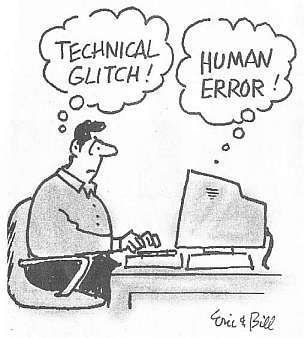 TECHNICAL
GLITCH!
HUMAN
ERROR!
Eric & Bill